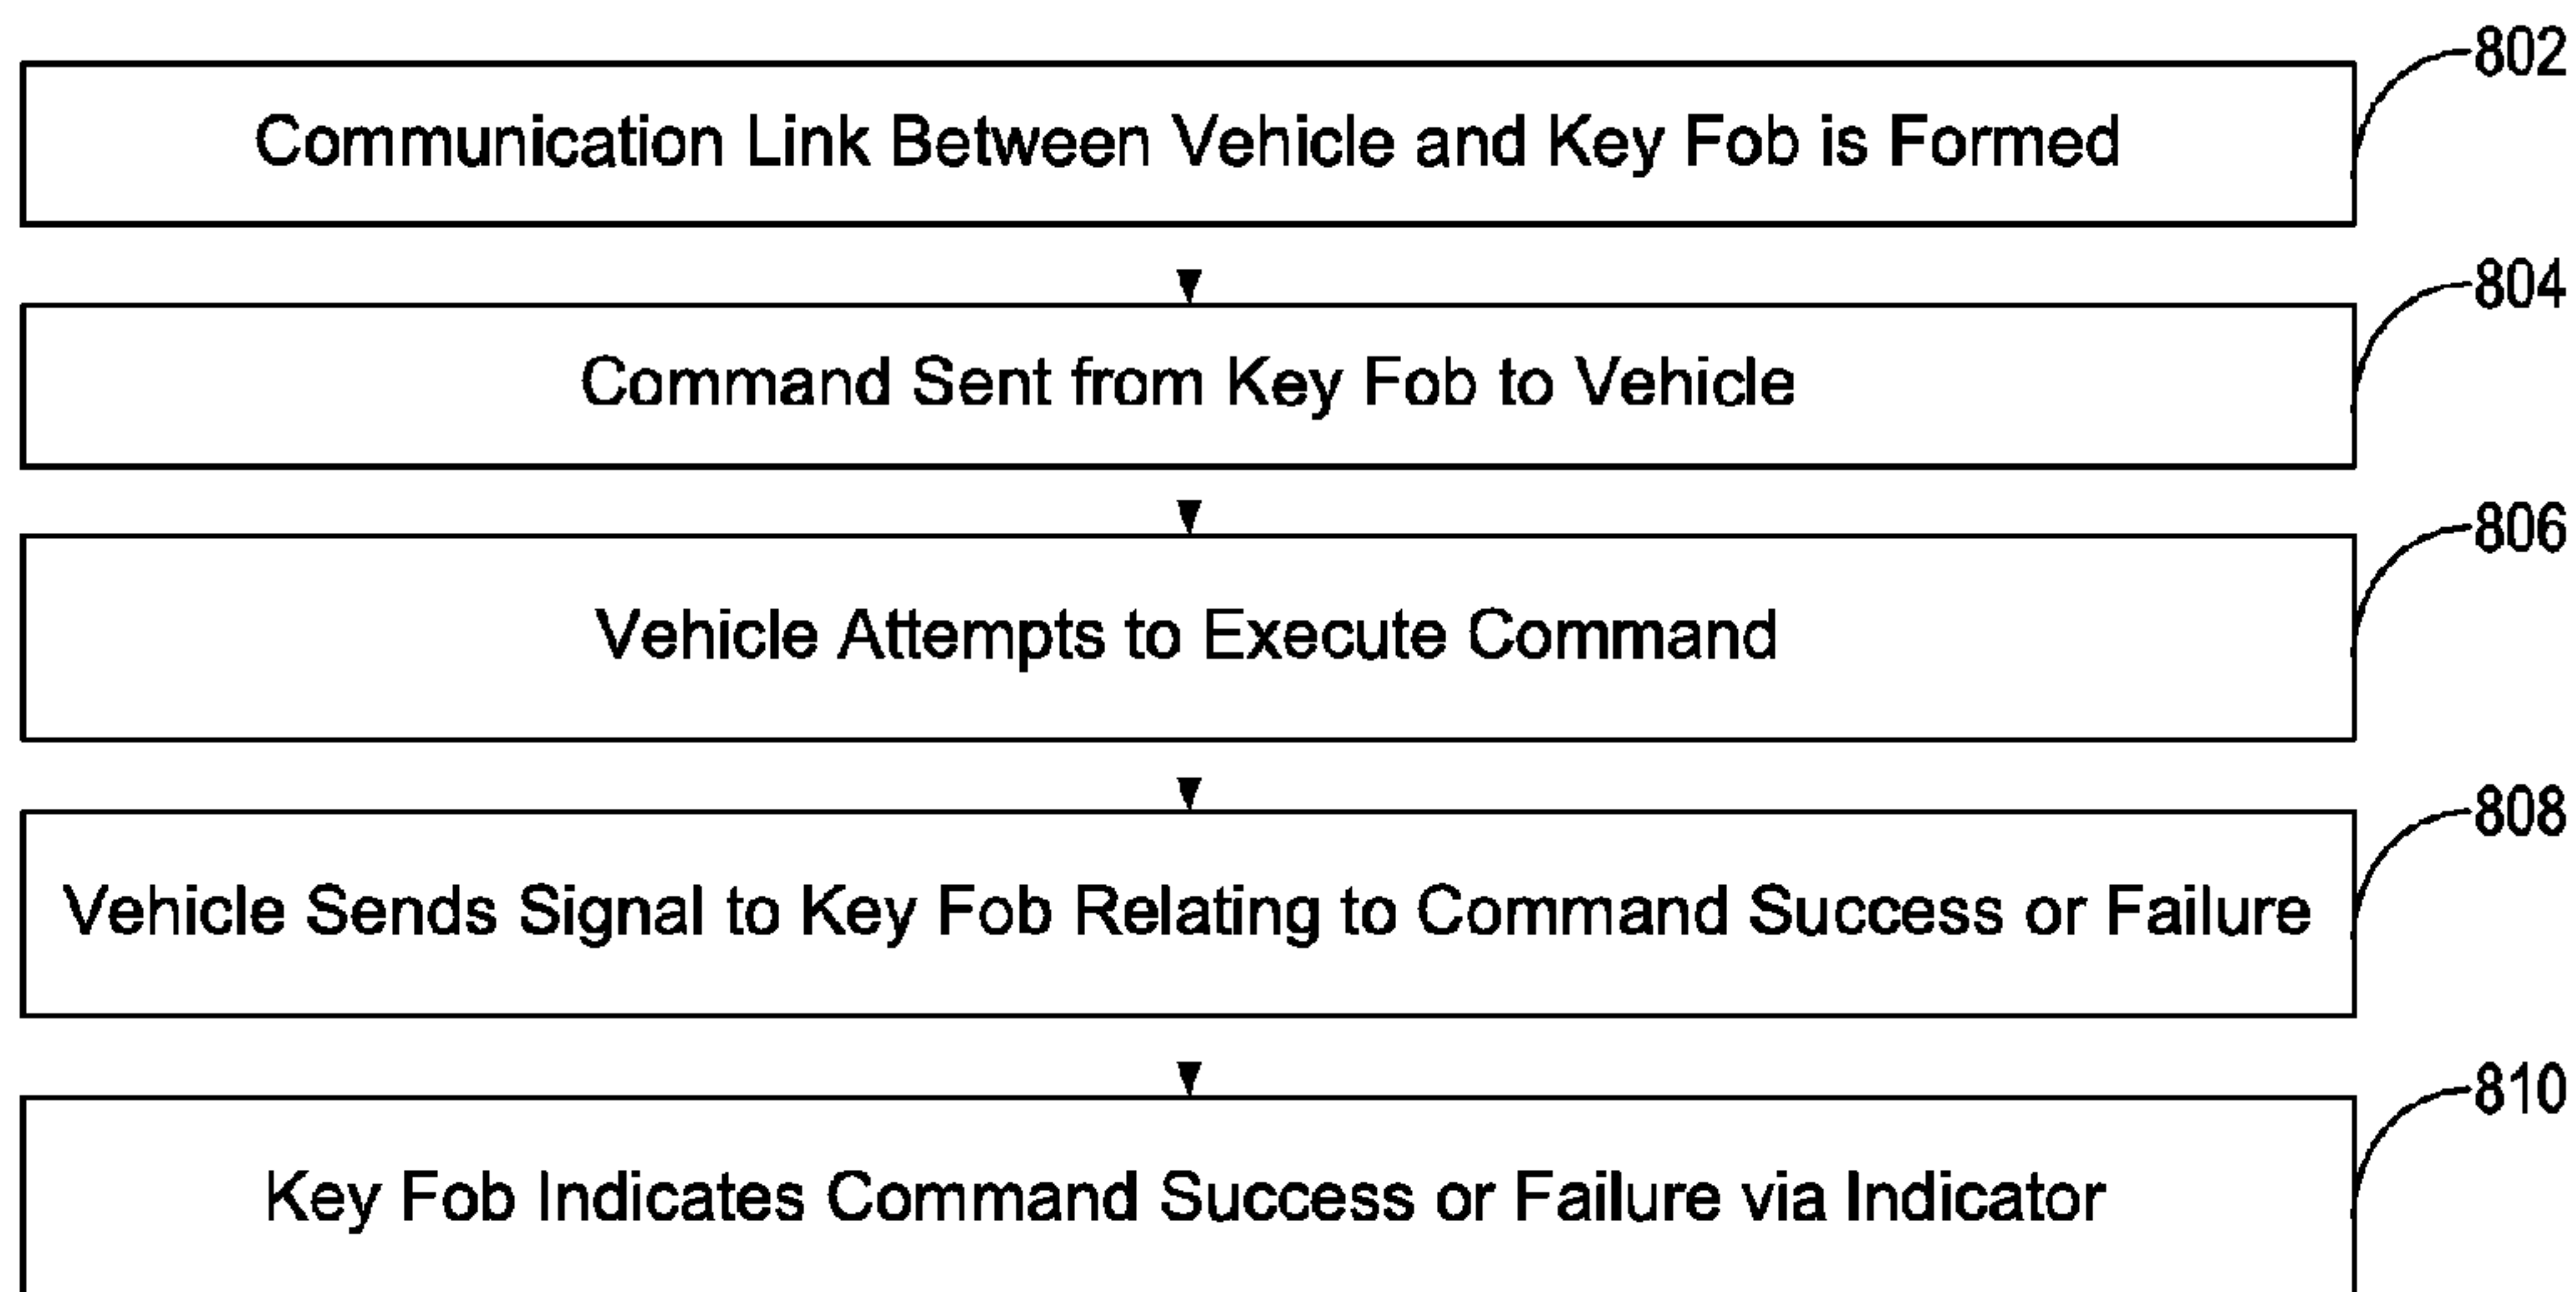 802
Communication Link Between Vehicle and Key Fob is Formed
804
Command Sent from Key Fob to Vehicle
806
Vehicle Attempts to Execute Command
808
Vehicle Sends Signal to Key Fob Relating to Command Success or Failure
810
Key Fob Indicates Command Success or Failure via Indicator